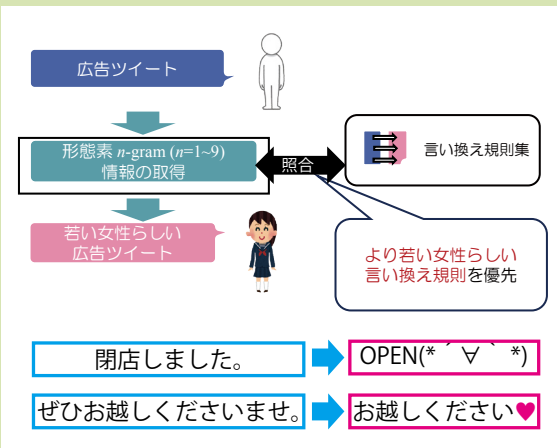 広告ツイート
形態素 n-gram (n=1~9)
情報の取得
照合
言い換え規則集
若い女性らしい
広告ツイート
より若い女性らしい
言い換え規則を優先
閉店しました。
OPEN(*´∀｀*)
ぜひお越しくださいませ。
お越しください♥